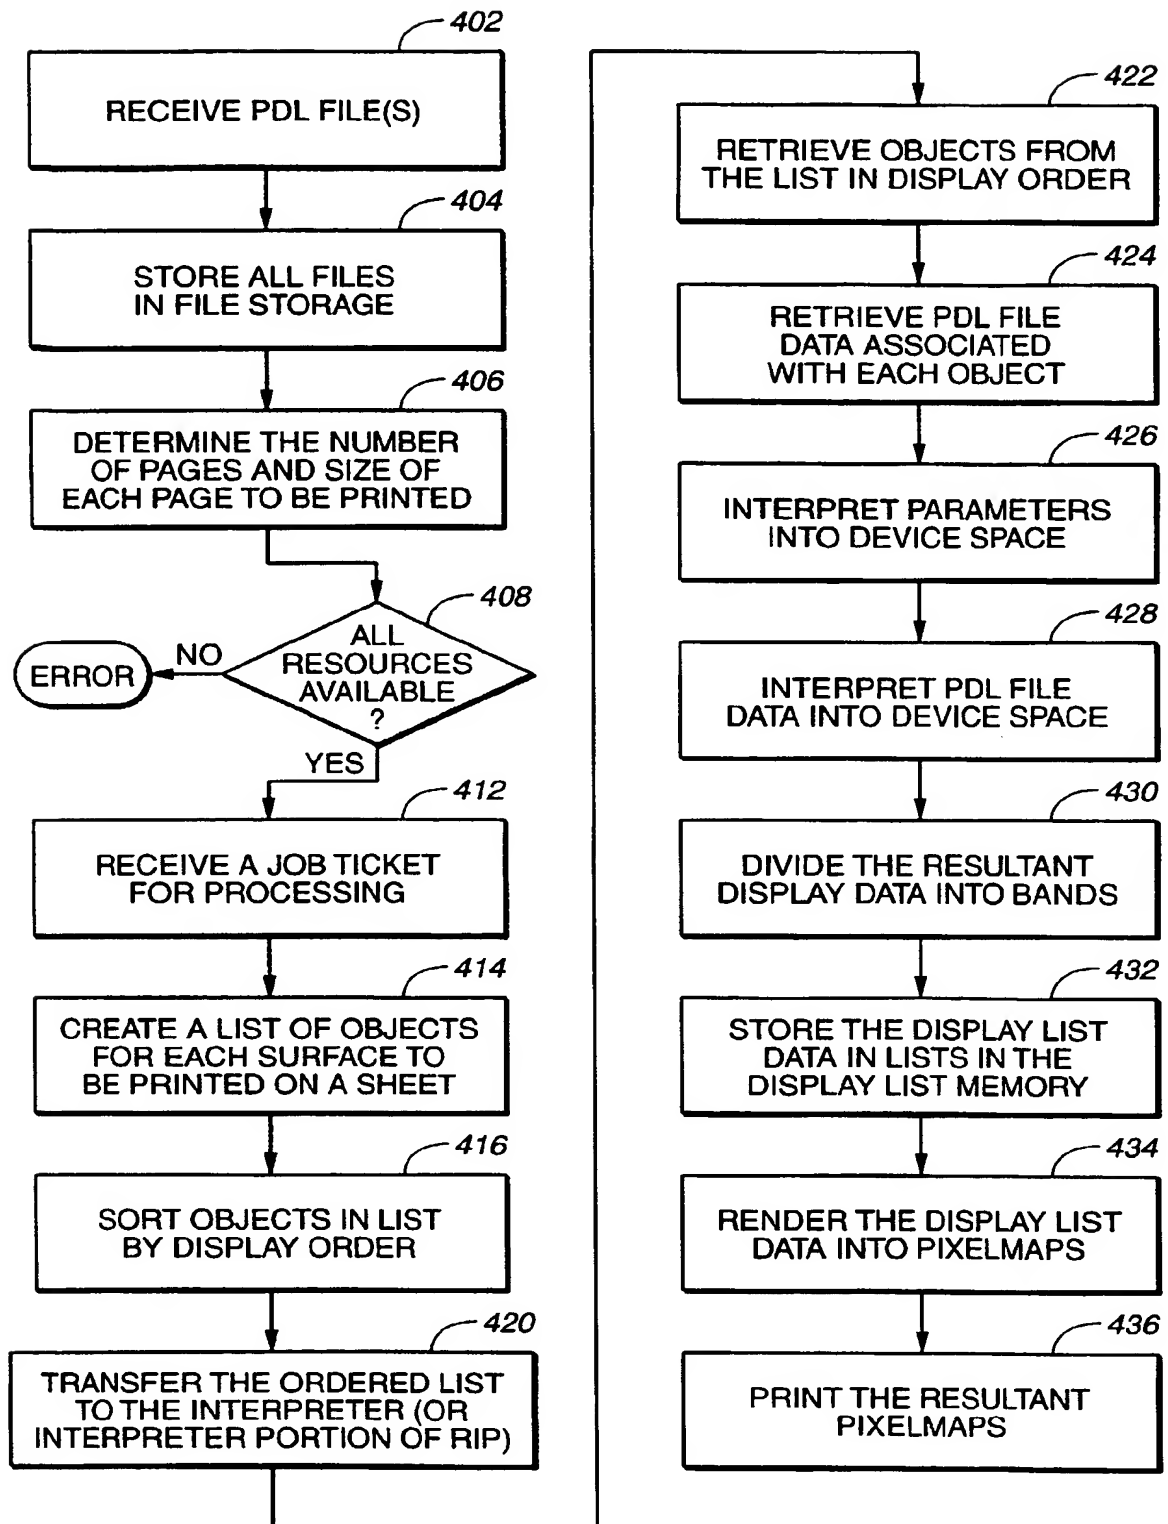 402
RECEIVE PDL FILE(S)
404
STORE ALL FILES
IN FILE STORAGE
406
DETERMINE THE NUMBER
OF PAGES AND SIZE OF
EACH PAGE TO BE PRINTED
408
ALL
RESOURCES
AVAILABLE
?
NO
ERROR
YES
412
RECEIVE A JOB TICKET
FOR PROCESSING
414
CREATE A LIST OF OBJECTS
FOR EACH SURFACE TO
BE PRINTED ON A SHEET
416
SORT OBJECTS IN LIST
BY DISPLAY ORDER
420
TRANSFER THE ORDERED LIST
TO THE INTERPRETER (OR
INTERPRETER PORTION OF RIP)
422
RETRIEVE OBJECTS FROM
THE LIST IN DISPLAY ORDER
424
RETRIEVE PDL FILE
DATA ASSOCIATED
WITH EACH OBJECT
426
INTERPRET PARAMETERS
INTO DEVICE SPACE
428
INTERPRET PDL FILE
DATA INTO DEVICE SPACE
430
DIVIDE THE RESULTANT
DISPLAY DATA INTO BANDS
432
STORE THE DISPLAY LIST
DATA IN LISTS IN THE
DISPLAY LIST MEMORY
434
RENDER THE DISPLAY LIST
DATA INTO PIXELMAPS
436
PRINT THE RESULTANT
PIXELMAPS